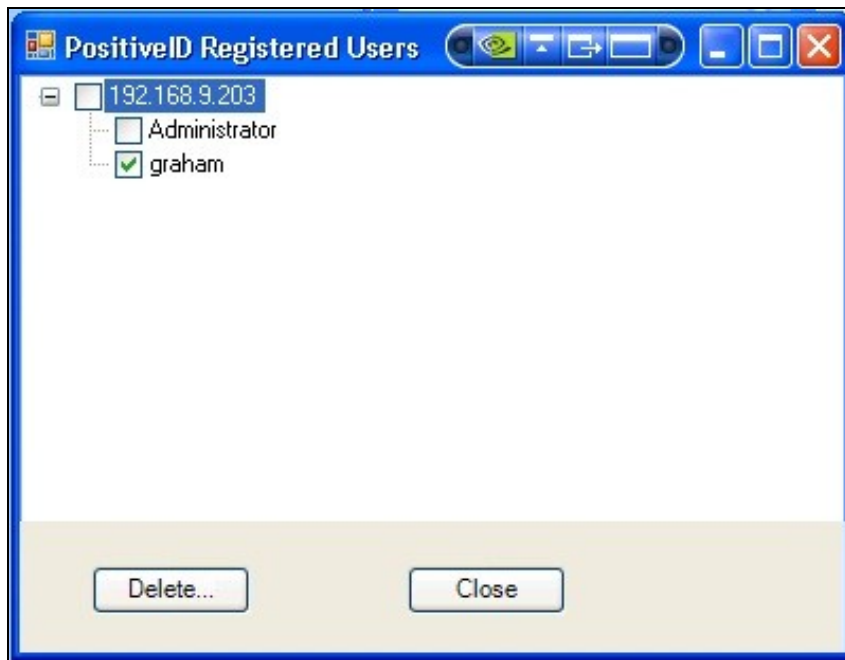 PositiveID Registered Users
192.168.9.203
Administrator
graham
Delete...
Close